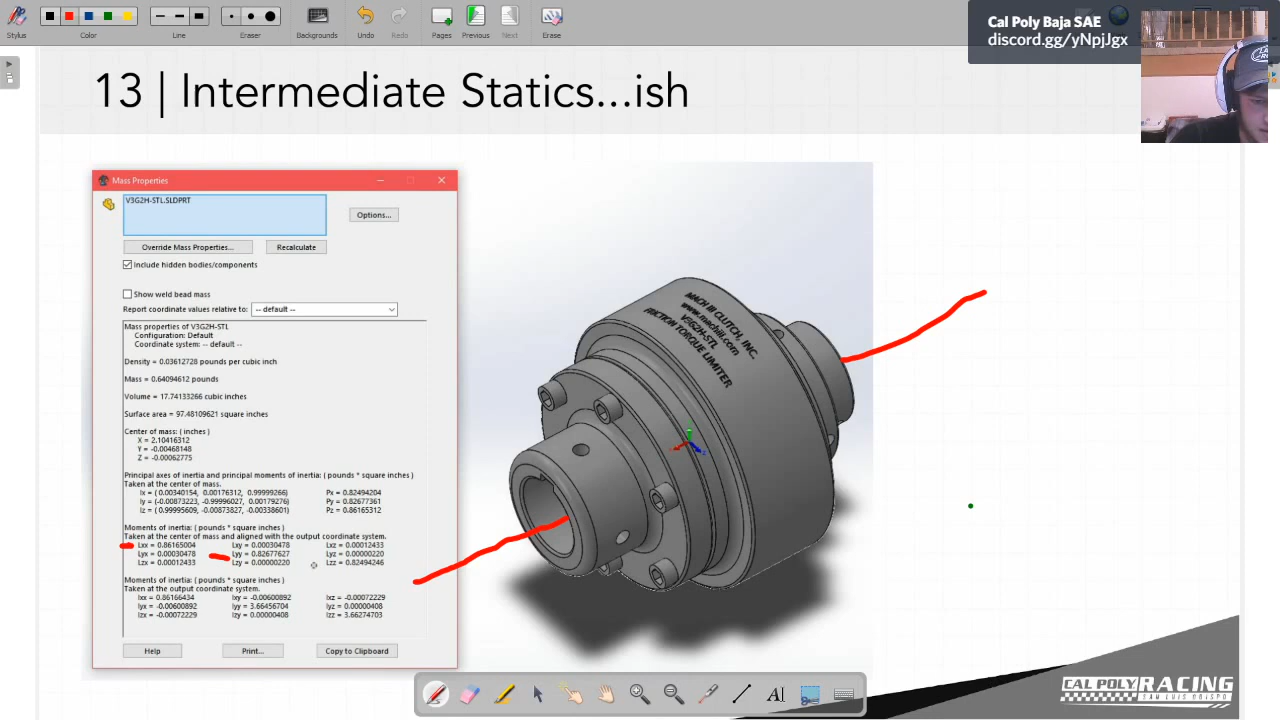 Stylus
Color
Line
Eraser
Backgrounds
Undo
Redo
Pages
Previous
Next
Erase
Cal Poly Baja SAE
discord.gg/yNpjJgx
13 | Intermediate Statics...ish
Mass Properties
V3G2H-STL.SLDPRT
Options...
Override Mass Properties...
Recalculate
Include hidden bodies/components
Show weld bead mass
Report coordinate values relative to: -- default --
Mass properties of V3G2H-STL
Configuration: Default
Coordinate system: -- default --
Density = 0.03612728 pounds per cubic inch
Mass = 0.64094612 pounds
Volume = 17.74133266 cubic inches
Surface area = 97.48109621 square inches
Center of mass: ( inches )
X = 2.10416312
Y = -0.00468148
Z = -0.00062775
Principal axes of inertia and principal moments of inertia: ( pounds * square inches )
Taken at the center of mass.
Ix = ( 0.00340154, 0.00176312, 0.99999266) Px = 0.82494204
Iy = (-0.00873223, -0.99996027, 0.00179276) Py = 0.82677361
Iz = ( 0.99995609, -0.00873827, -0.00338601) Pz = 0.86165312
Moments of inertia: ( pounds * square inches )
Taken at the center of mass and aligned with the output coordinate system.
Lxx = 0.86165004 Lxy = 0.00030478 Lxz = 0.00012433
Lyx = 0.00030478 Lyy = 0.82677627 Lyz = 0.00000220
Lzx = 0.00012433 Lzy = 0.00000220 Lzz = 0.82494246
Moments of inertia: ( pounds * square inches )
Taken at the output coordinate system.
Ixx = 0.86166434 Ixy = -0.00600892 Ixz = -0.00072229
Iyx = -0.00600892 Iyy = 3.66456704 Iyz = 0.00000408
Izx = -0.00072229 Izy = 0.00000408 Izz = 3.66274703
Help
Print...
Copy to Clipboard
MACH III CLUTCH, INC.
www.machiii.com
V3G2H-STL
FRICTION TORQUE LIMITER
CAL POLY RACING
SAN LUIS OBISPO